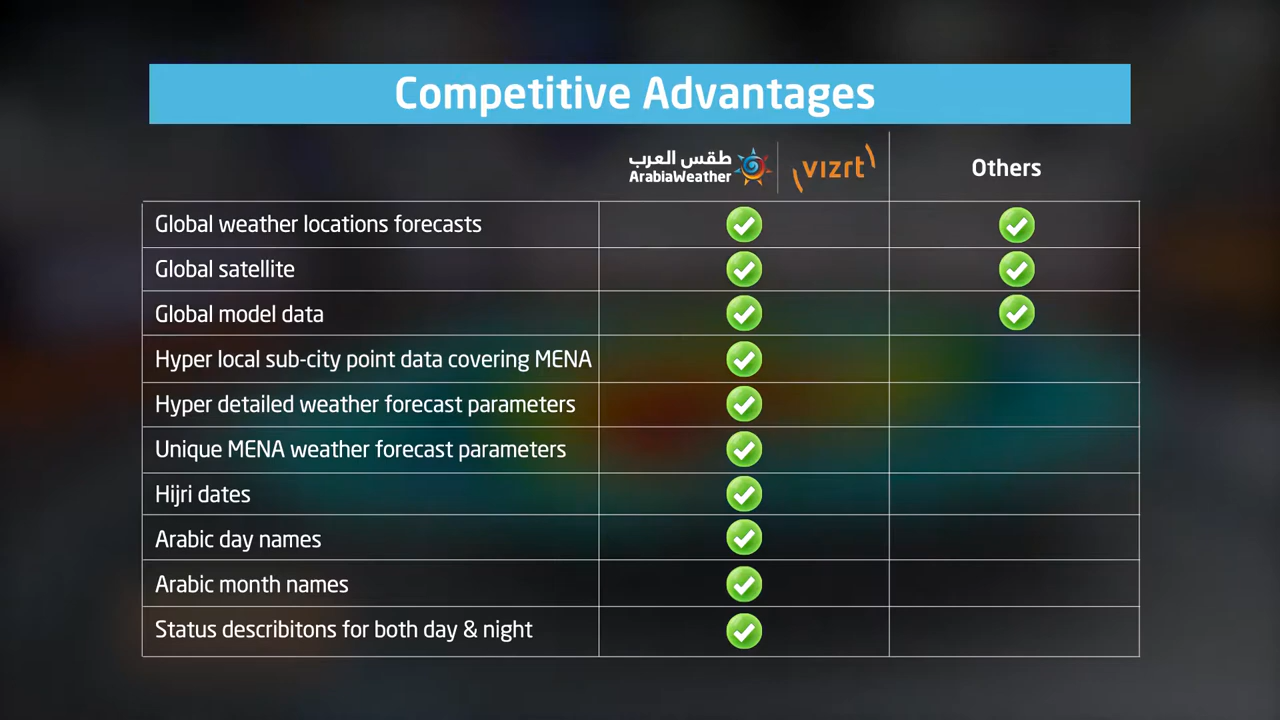 Competitive Advantages
طقس العرب
ArabiaWeather
vizrt
Others
Global weather locations forecasts
Global satellite
Global model data
Hyper local sub-city point data covering MENA
Hyper detailed weather forecast parameters
Unique MENA weather forecast parameters
Hijri dates
Arabic day names
Arabic month names
Status describitons for both day & night